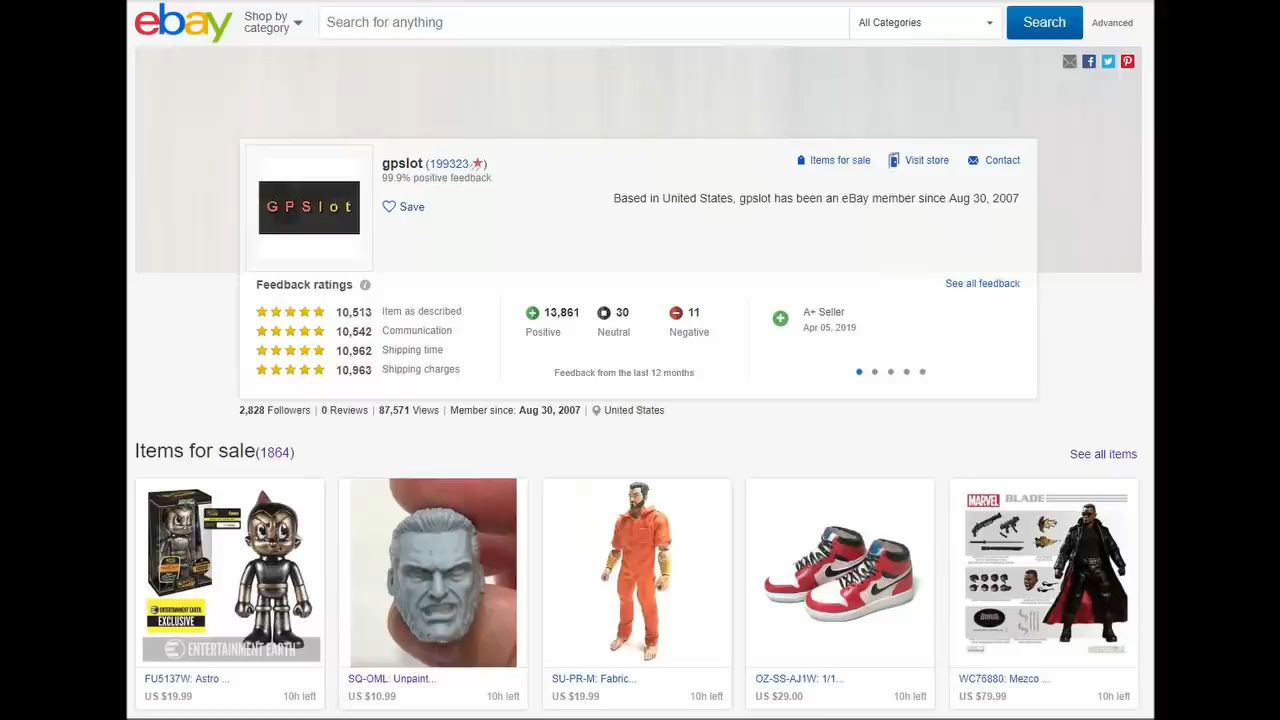 ebay
Shop by
category
Search for anything
All Categories
Search
Advanced
GPSlot
gpslot (199323)
99.9% positive feedback
Save
Items for sale
Visit store
Contact
Based in United States, gpslot has been an eBay member since Aug 30, 2007
Feedback ratings
See all feedback
10,513 Item as described
10,542 Communication
10,962 Shipping time
10,963 Shipping charges
13,861
Positive
30
Neutral
11
Negative
Feedback from the last 12 months
A+ Seller
Apr 05, 2019
2,828 Followers | 0 Reviews | 87,571 Views | Member since: Aug 30, 2007 | United States
Items for sale(1864)
See all items
ENTERTAINMENT EARTH
EXCLUSIVE
ENTERTAINMENT EARTH
MARVEL BLADE
FU5137W: Astro ...
US $19.99 10h left
SQ-OML: Unpaint...
US $10.99 10h left
SU-PR-M: Fabric...
US $19.99 10h left
OZ-SS-AJ1W: 1/1...
US $29.00 10h left
WC76880: Mezco ...
US $79.99 10h left